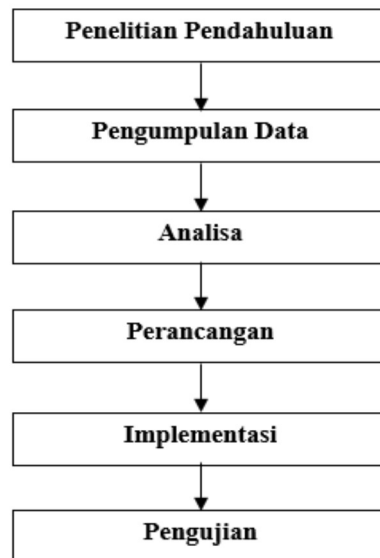 Penelitian Pendahuluan
Pengumpulan Data
Analisa
Perancangan
Implementasi
Pengujian